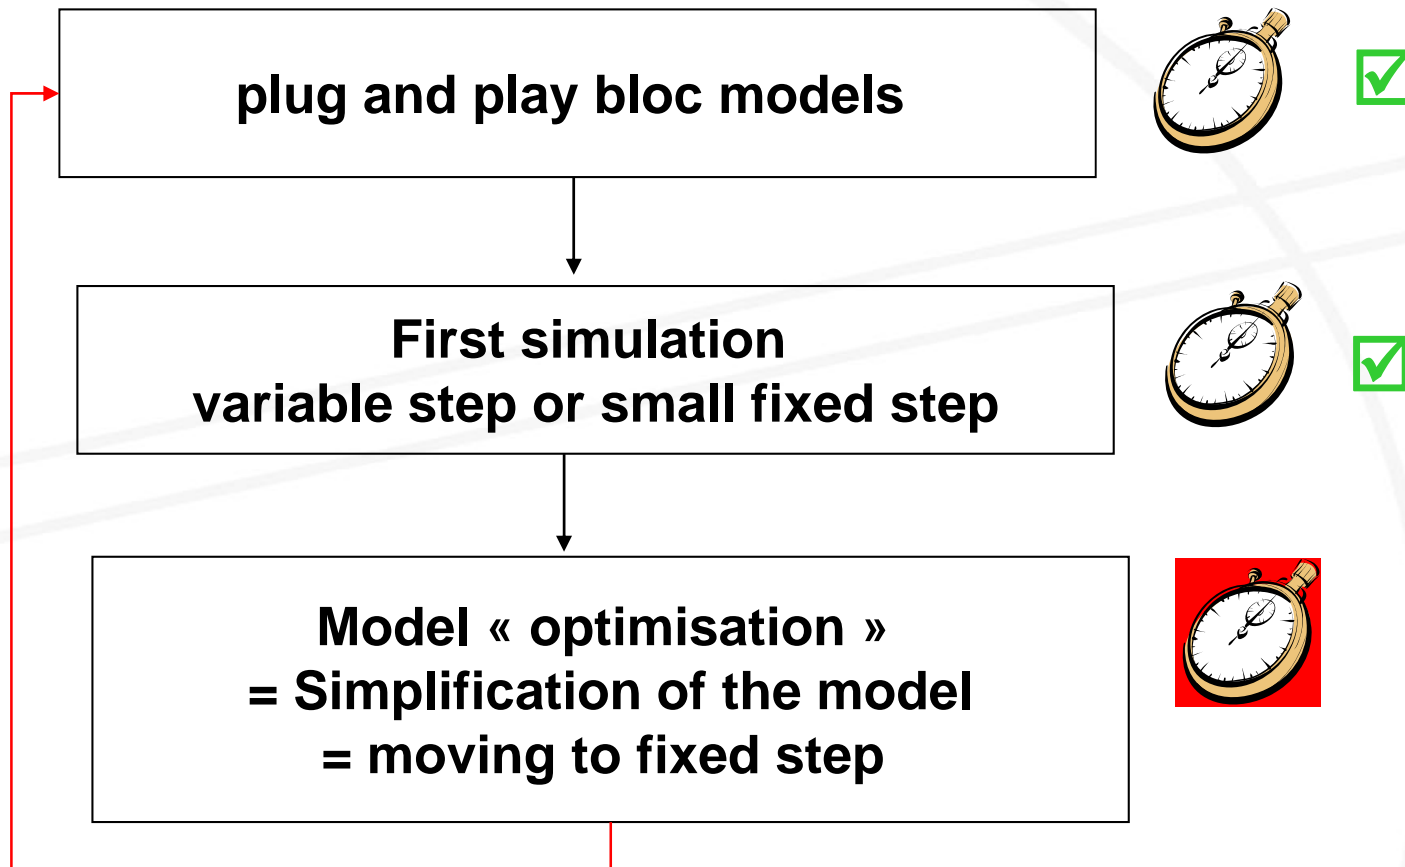 plug and play bloc models
First simulation
variable step or small fixed step
Model « optimisation »
= Simplification of the model
= moving to fixed step